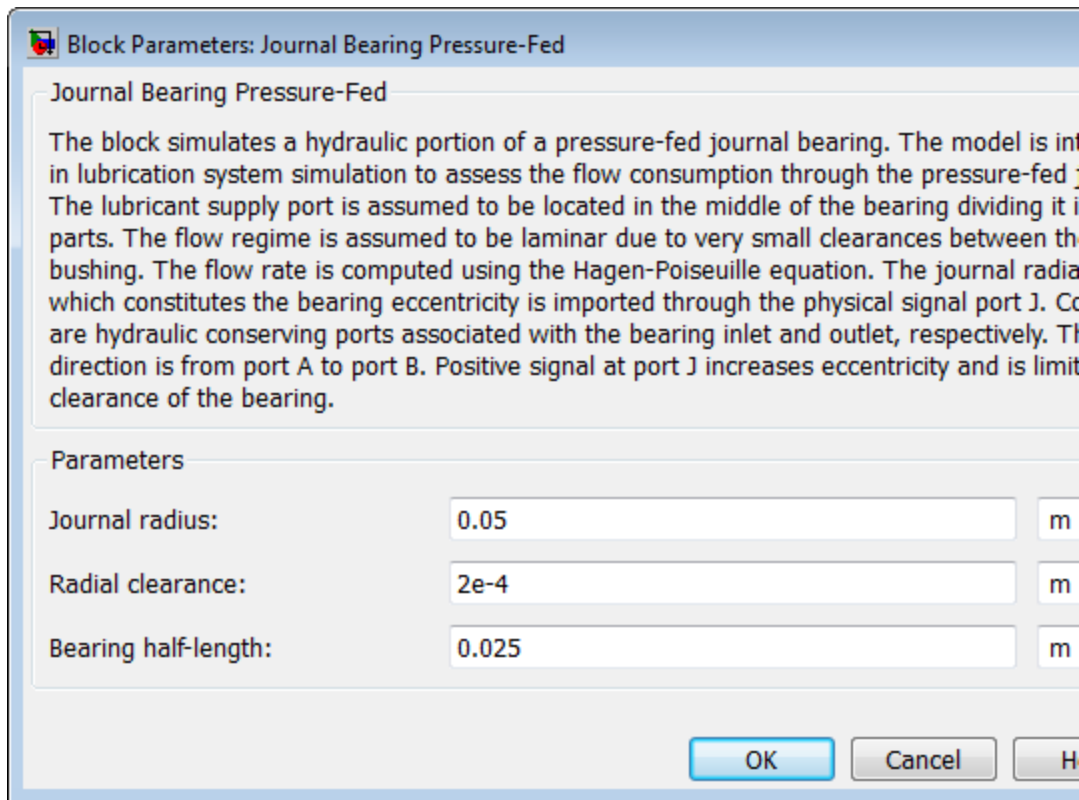 Block Parameters: Journal Bearing Pressure-Fed
Journal Bearing Pressure-Fed
The block simulates a hydraulic portion of a pressure-fed journal bearing. The model is
in lubrication system simulation to assess the flow consumption through the pressure-fed
The lubricant supply port is assumed to be located in the middle of the bearing dividing it
parts. The flow regime is assumed to be laminar due to very small clearances between
bushing. The flow rate is computed using the Hagen-Poiseuille equation. The journal
which constitutes the bearing eccentricity is imported through the physical signal port J.
are hydraulic conserving ports associated with the bearing inlet and outlet, respectively.
direction is from port A to port B. Positive signal at port J increases eccentricity and is
clearance of the bearing.
Parameters
Journal radius: 0.05 m
Radial clearance: 2e-4 m
Bearing half-length: 0.025 m
OK Cancel